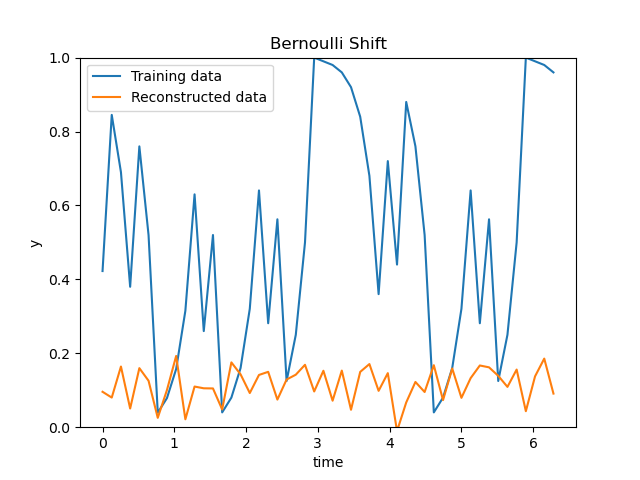 Bernoulli Shift
Training data
Reconstructed data
1.0
0.8
0.6
0.4
0.2
0.0
y
0 1 2 3 4 5 6
time